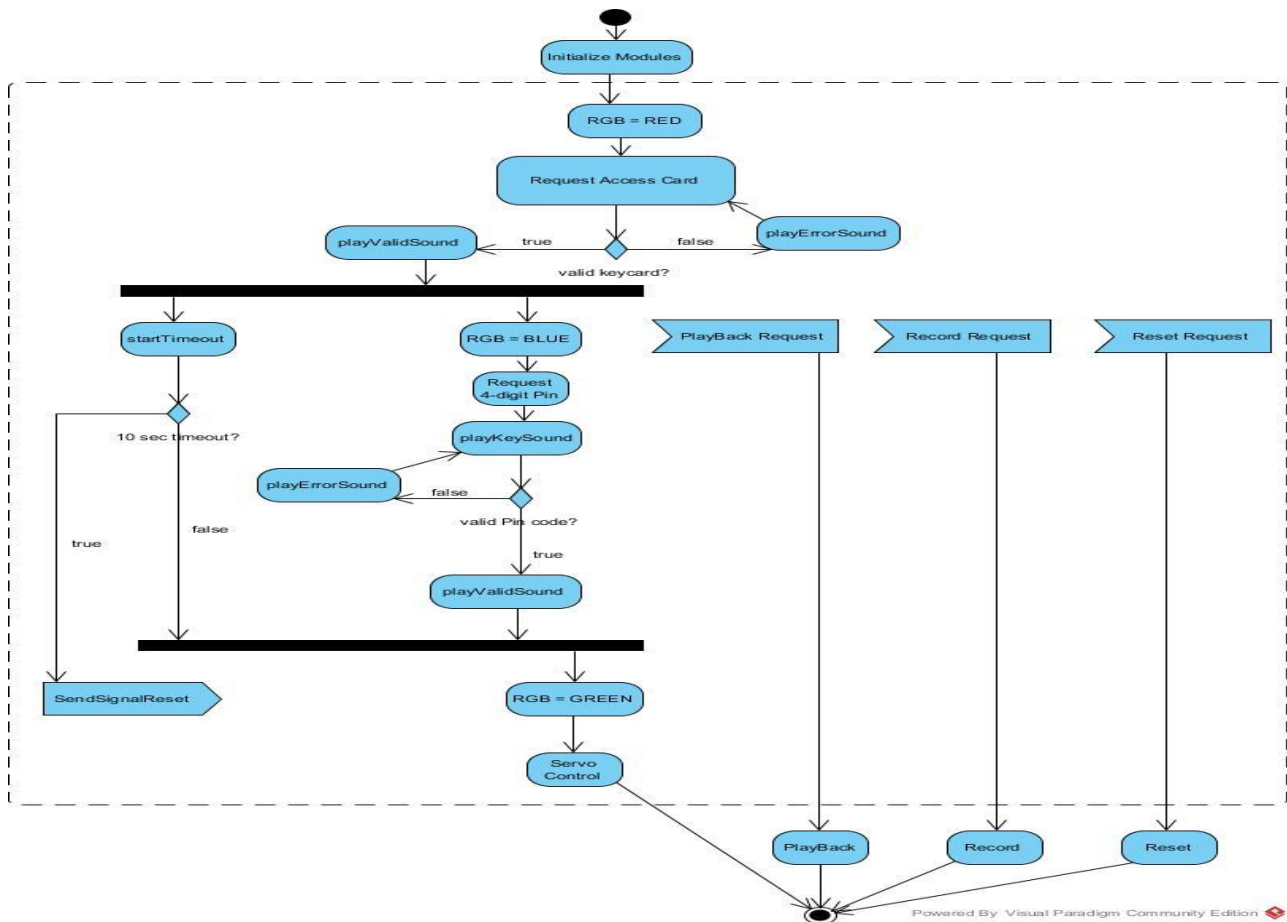 Initialize Modules
RGB = RED
Request Access Card
playErrorSound
playValidSound
true
false
valid keycard?
startTimeout
RGB = BLUE
PlayBack Request
Record Request
Reset Request
Request
4-digit Pin
10 sec timeout?
playKeySound
playErrorSound
false
valid Pin code?
true
false
true
playValidSound
SendSignalReset
RGB = GREEN
Servo
Control
PlayBack
Record
Reset
Powered By Visual Paradigm Community Edition